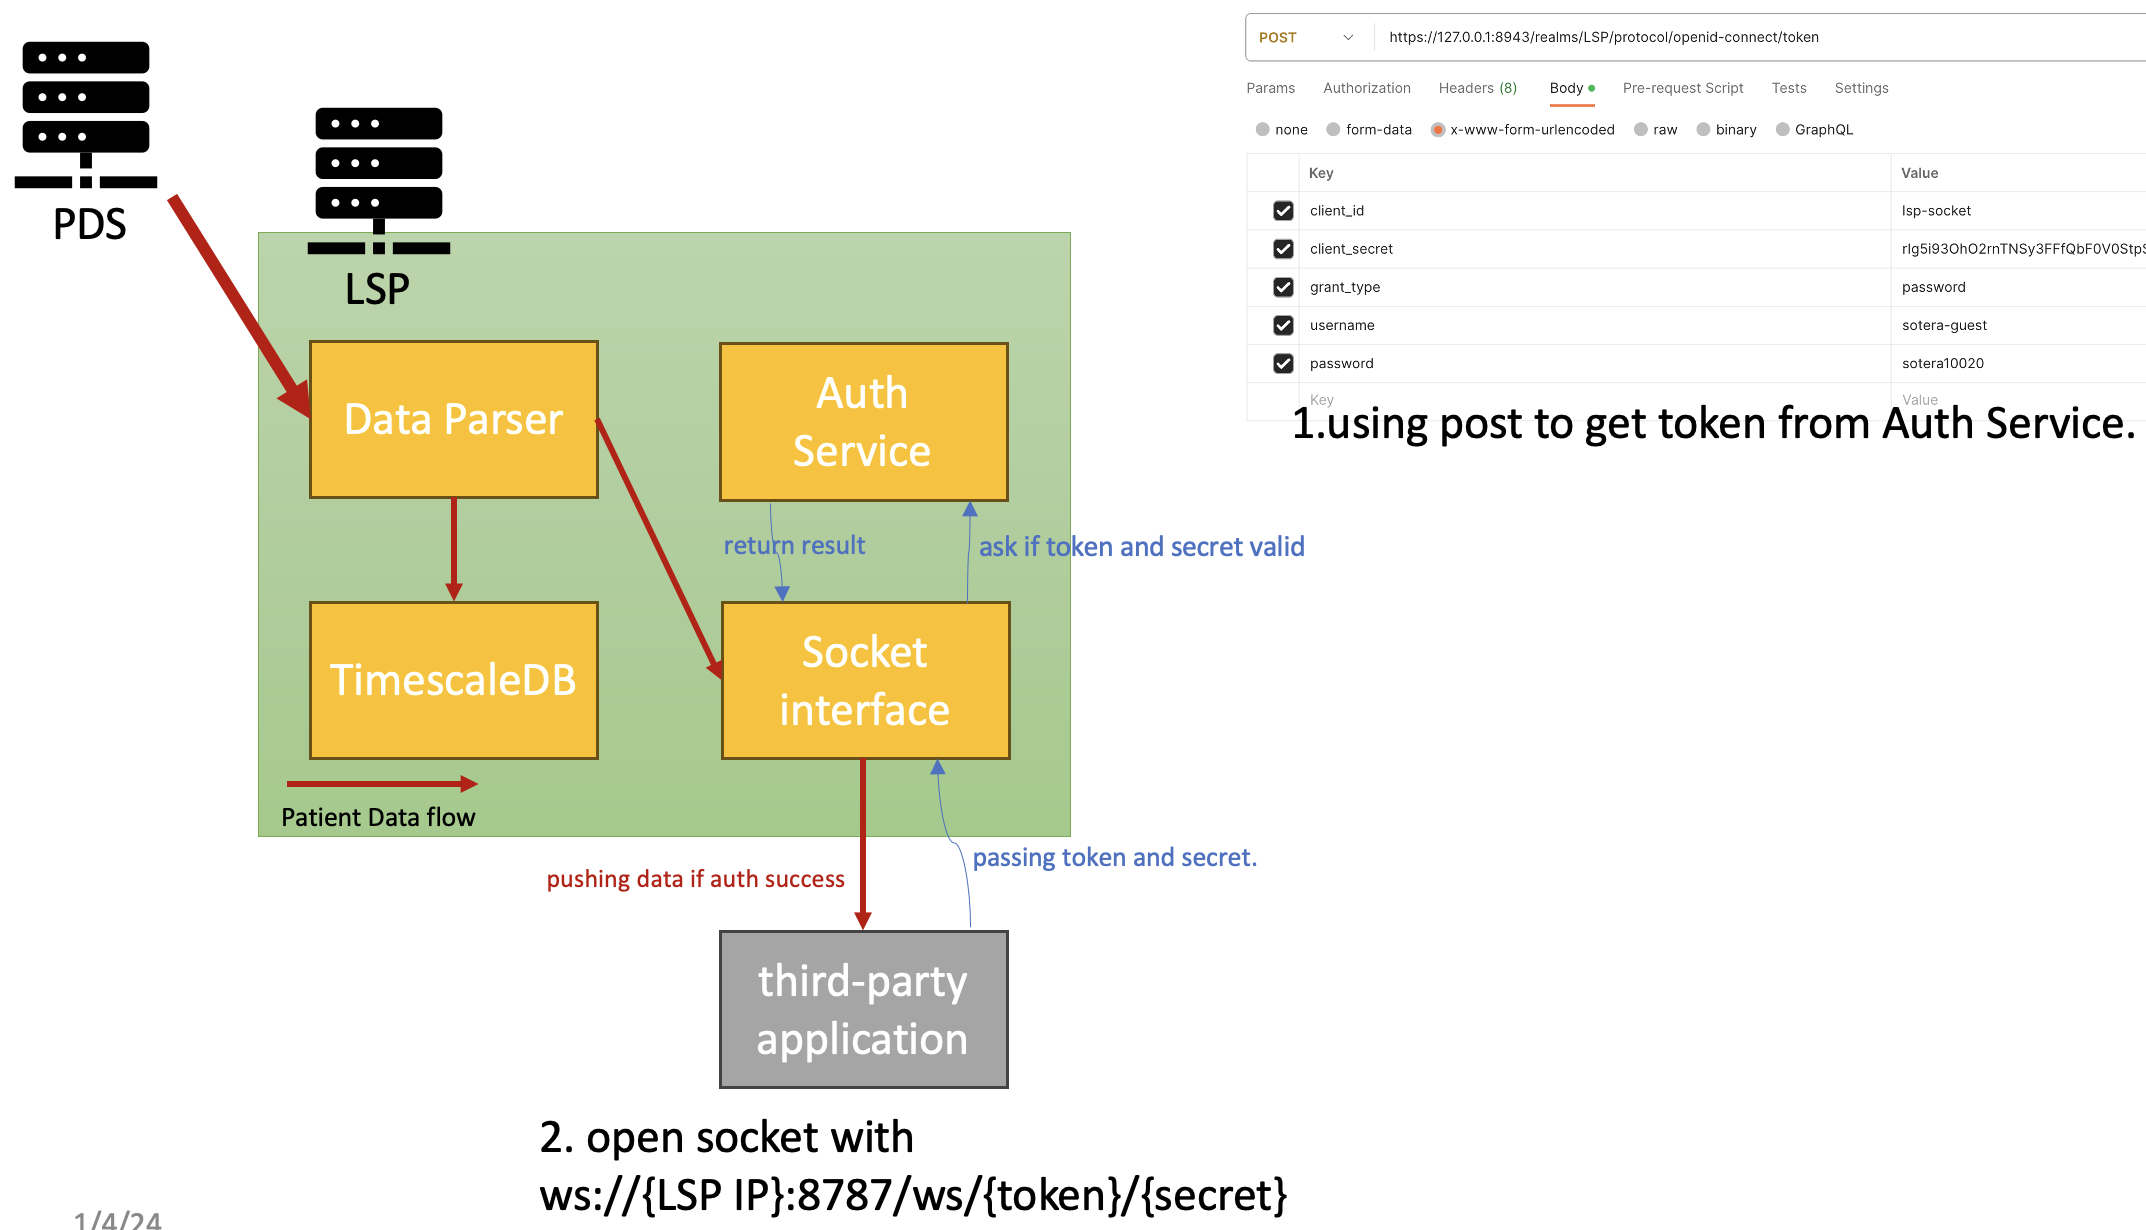 PDS
LSP
Data Parser
Auth
Service
return result
ask if token and secret valid
TimescaleDB
Socket
interface
Patient Data flow
pushing data if auth success
passing token and secret.
third-party
application
2. open socket with
ws://{LSP IP}:8787/ws/{token}/{secret}
1/4/24
POST https://127.0.0.1:8943/realms/LSP/protocol/openid-connect/token
Params Authorization Headers (8) Body Pre-request Script Tests Settings
none form-data x-www-form-urlencoded raw binary GraphQL
Key Value
client_id lsp-socket
client_secret rIg5i93OhO2rnTNSy3FFfQbF0V0StpS
grant_type password
username sotera-guest
password sotera10020
Key Value
1.using post to get token from Auth Service.